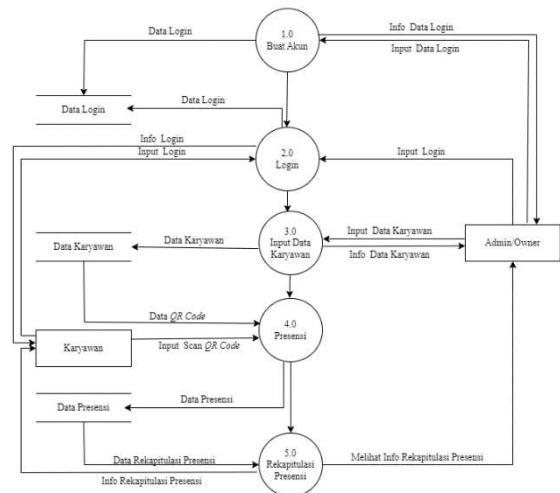 1.0
Buat Akun
Data Login
Info Data Login
Input Data Login
Data Login
Data Login
Info Login
Input Login
2.0
Login
Input Login
Data Karyawan
Data Karyawan
3.0
Input Data
Karyawan
Input Data Karyawan
Info Data Karyawan
Admin/Owner
Data QR Code
4.0
Presensi
Karyawan
Input Scan QR Code
Data Presensi
Data Presensi
Data Rekapitulasi Presensi
Info Rekapitulasi Presensi
5.0
Rekapitulasi
Presensi
Melihat Info Rekapitulasi Presensi